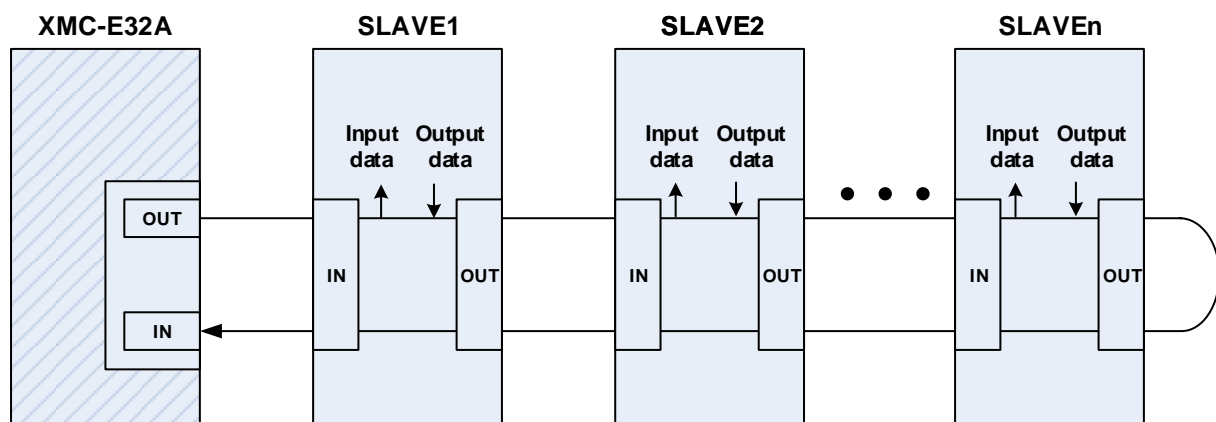 XMC-E32A
SLAVE1
SLAVE2
SLAVEn
Input data
Output data
Input data
Output data
Input data
Output data
OUT
IN
IN
OUT
IN
OUT
IN
OUT